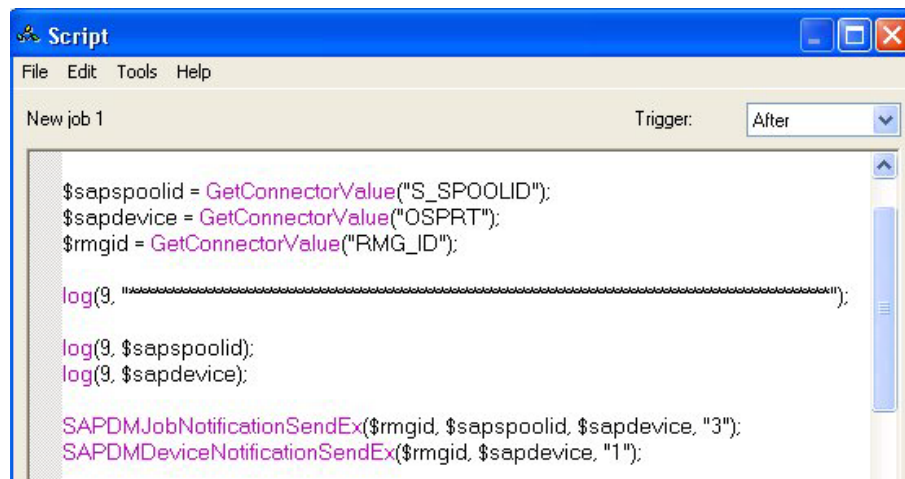 Script
File Edit Tools Help
New job 1 Trigger: After
$sapspoolid = GetConnectorValue("S_SPOOLID");
$sapdevice = GetConnectorValue("OSPRT");
$rmgid = GetConnectorValue("RMG_ID");
log(9, "************************************************************************************************");
log(9, $sapspoolid);
log(9, $sapdevice);
SAPDMJobNotificationSendEx($rmgid, $sapspoolid, $sapdevice, "3");
SAPDMDeviceNotificationSendEx($rmgid, $sapdevice, "1");